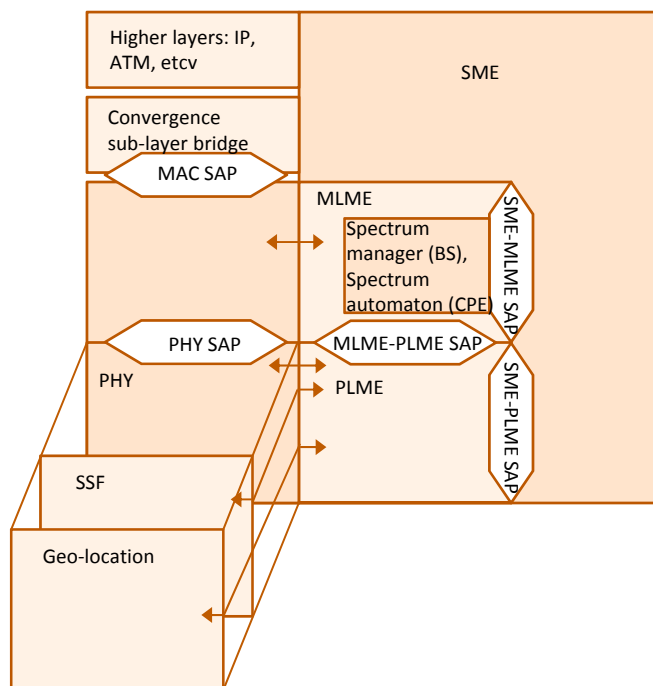 Higher layers: IP,
ATM, etcv
SME
Convergence
sub-layer bridge
MAC SAP
MLME
SME-MLME SAP
Spectrum
manager (BS),
Spectrum
automaton (CPE)
PHY SAP
MLME-PLME SAP
PHY
PLME
SME-PLME SAP
SSF
Geo-location